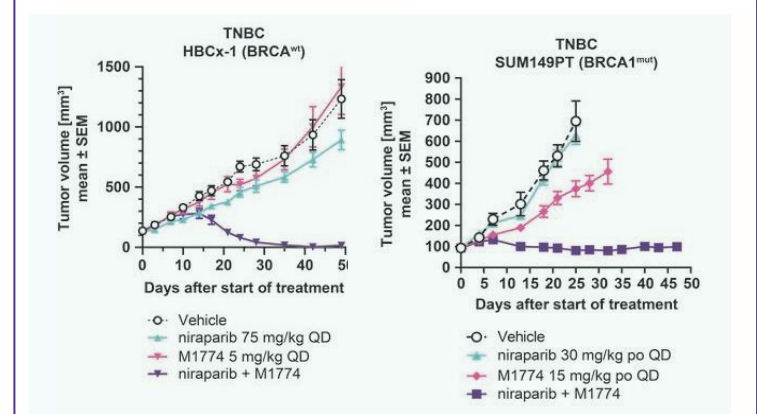 TNBC
HBCx-1 (BRCAwt)
Tumor volume [mm3]
mean ± SEM
1500
1000
500
0
0 10 20 30 40 50
Days after start of treatment
Vehicle
niraparib 75 mg/kg QD
M1774 5 mg/kg QD
niraparib + M1774
TNBC
SUM149PT (BRCA1mut)
Tumor volume [mm3]
mean ± SEM
900
800
700
600
500
400
300
200
100
0
0 5 10 15 20 25 30 35 40 45 50
Days after start of treatment
Vehicle
niraparib 30 mg/kg po QD
M1774 15 mg/kg po QD
niraparib + M1774